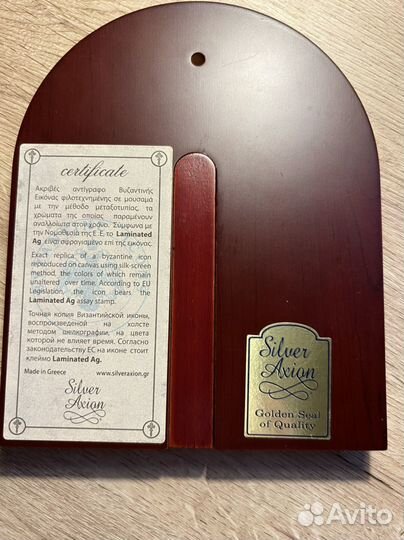 certificate
Ακριβές αντίγραφο Βυζαντινής
Εικόνας φιλοτεχνημένης σε μουσαμά
με την μέθοδο μεταξοτυπίας, τα
χρώματα της οποίας παραμένουν
αναλλοίωτα στον χρόνο. Σύμφωνα με
την Νομοθεσία της Ε.Ε. το Laminated
Ag είναι σφραγισμένο επί της εικόνας.
Exact replica of a byzantine icon
reproduced on canvas using silk-screen
method, the colors of which remain
unaltered over time. According to EU
Legislation, the icon bears the
Laminated Ag assay stamp.
Точная копия Византийской иконы,
воспроизведенной на холсте
методом шелкографии, на цвета
которой не влияет время. Согласно
законодательству ЕС на иконе стоит
клеймо Laminated Ag.
Made in Greece www.silveraxion.gr
Silver
Axion
Silver
Axion
Golden Seal
of Quality
Avito